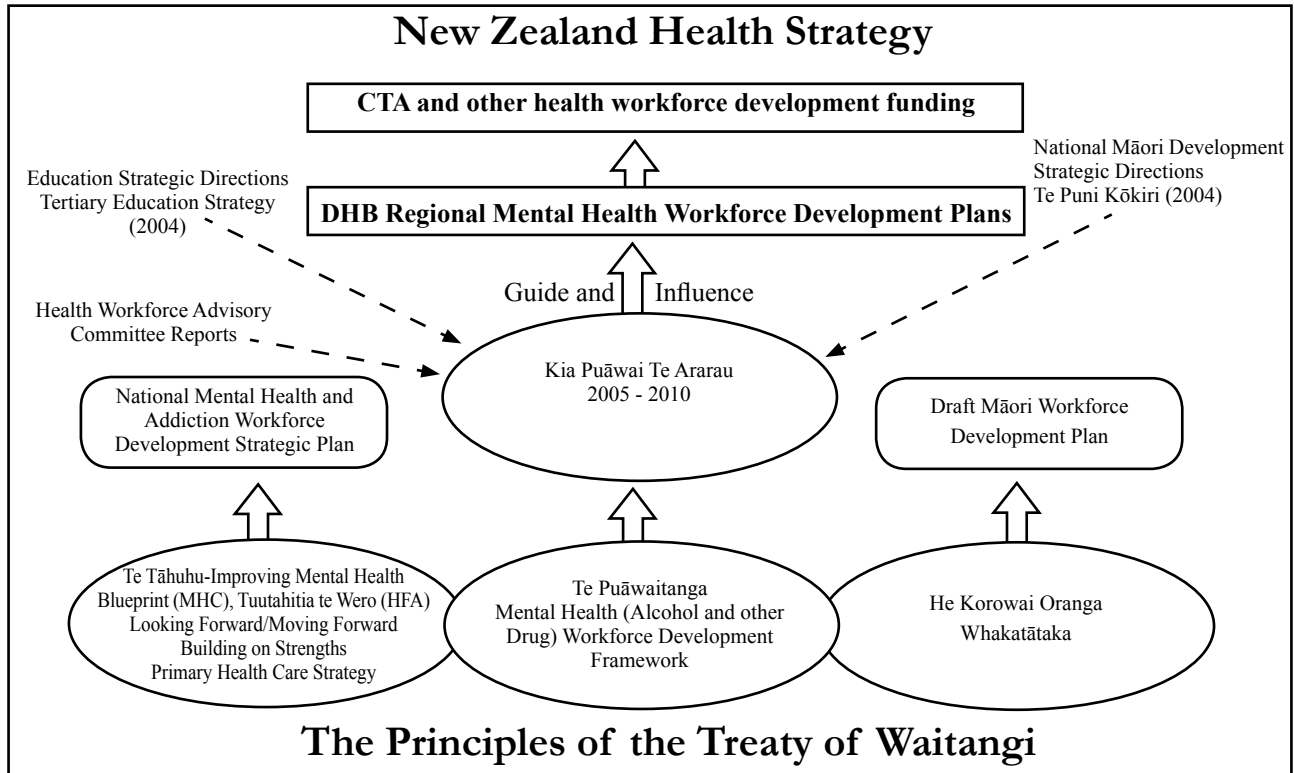 New Zealand Health Strategy
CTA and other health workforce development funding
National Māori Development
Strategic Directions
Te Puni Kōkiri (2004)
Education Strategic Directions
Tertiary Education Strategy
(2004)
DHB Regional Mental Health Workforce Development Plans
Guide and Influence
Health Workforce Advisory
Committee Reports
Kia Puāwai Te Ararau
2005 - 2010
National Mental Health and
Addiction Workforce
Development Strategic Plan
Draft Māori Workforce
Development Plan
Te Tāhuhu-Improving Mental Health
Blueprint (MHC), Tuutahitia te Wero (HFA)
Looking Forward/Moving Forward
Building on Strengths
Primary Health Care Strategy
Te Puāwaitanga
Mental Health (Alcohol and other
Drug) Workforce Development
Framework
He Korowai Oranga
Whakatātaka
The Principles of the Treaty of Waitangi